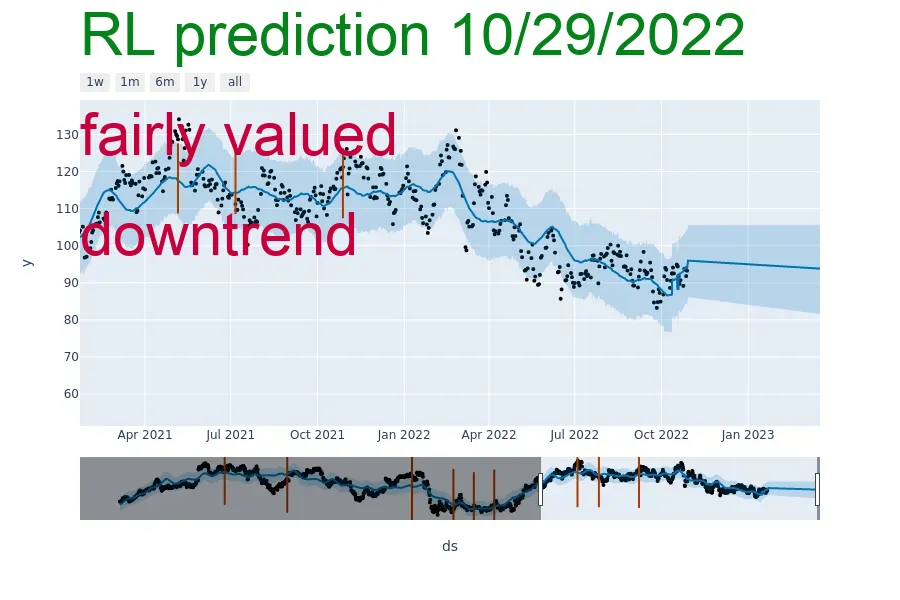 RL prediction 10/29/2022
1w 1m 6m 1y all
fairly valued
downtrend
130
120
110
100
90
80
70
60
y
Apr 2021 Jul 2021 Oct 2021 Jan 2022 Apr 2022 Jul 2022 Oct 2022 Jan 2023
ds